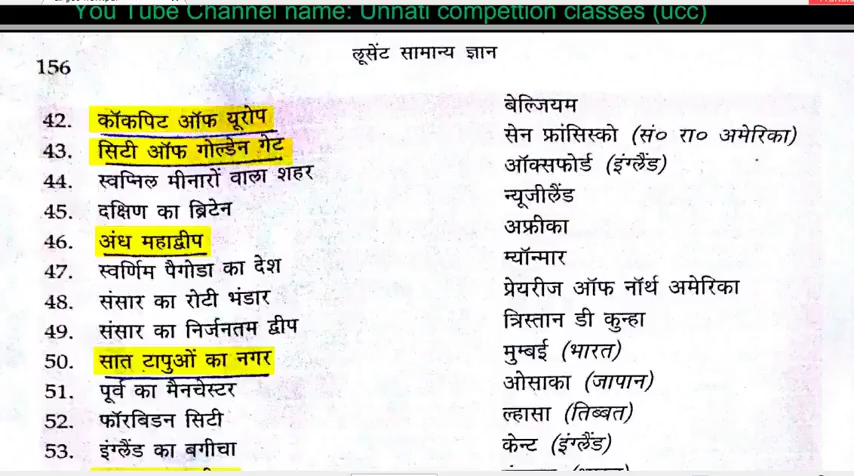 You Tube Channel name: Unnati compettion classes (ucc)
156
लूसेंट सामान्य ज्ञान
42. कॉकपिट ऑफ यूरोप बेल्जियम
43. सिटी ऑफ गोल्डेन गेट सेन फ्रांसिस्को (सं० रा० अमेरिका)
44. स्वप्निल मीनारों वाला शहर ऑक्सफोर्ड (इंग्लैंड)
45. दक्षिण का ब्रिटेन न्यूजीलैंड
46. अंध महाद्वीप अफ्रीका
47. स्वर्णिम पैगोडा का देश म्यॉन्मार
48. संसार का रोटी भंडार प्रेयरीज ऑफ नॉर्थ अमेरिका
49. संसार का निर्जनतम द्वीप त्रिस्तान डी कुन्हा
50. सात टापुओं का नगर मुम्बई (भारत)
51. पूर्व का मैनचेस्टर ओसाका (जापान)
52. फॉरबिडन सिटी ल्हासा (तिब्बत)
53. इंग्लैंड का बगीचा केन्ट (इंग्लैंड)